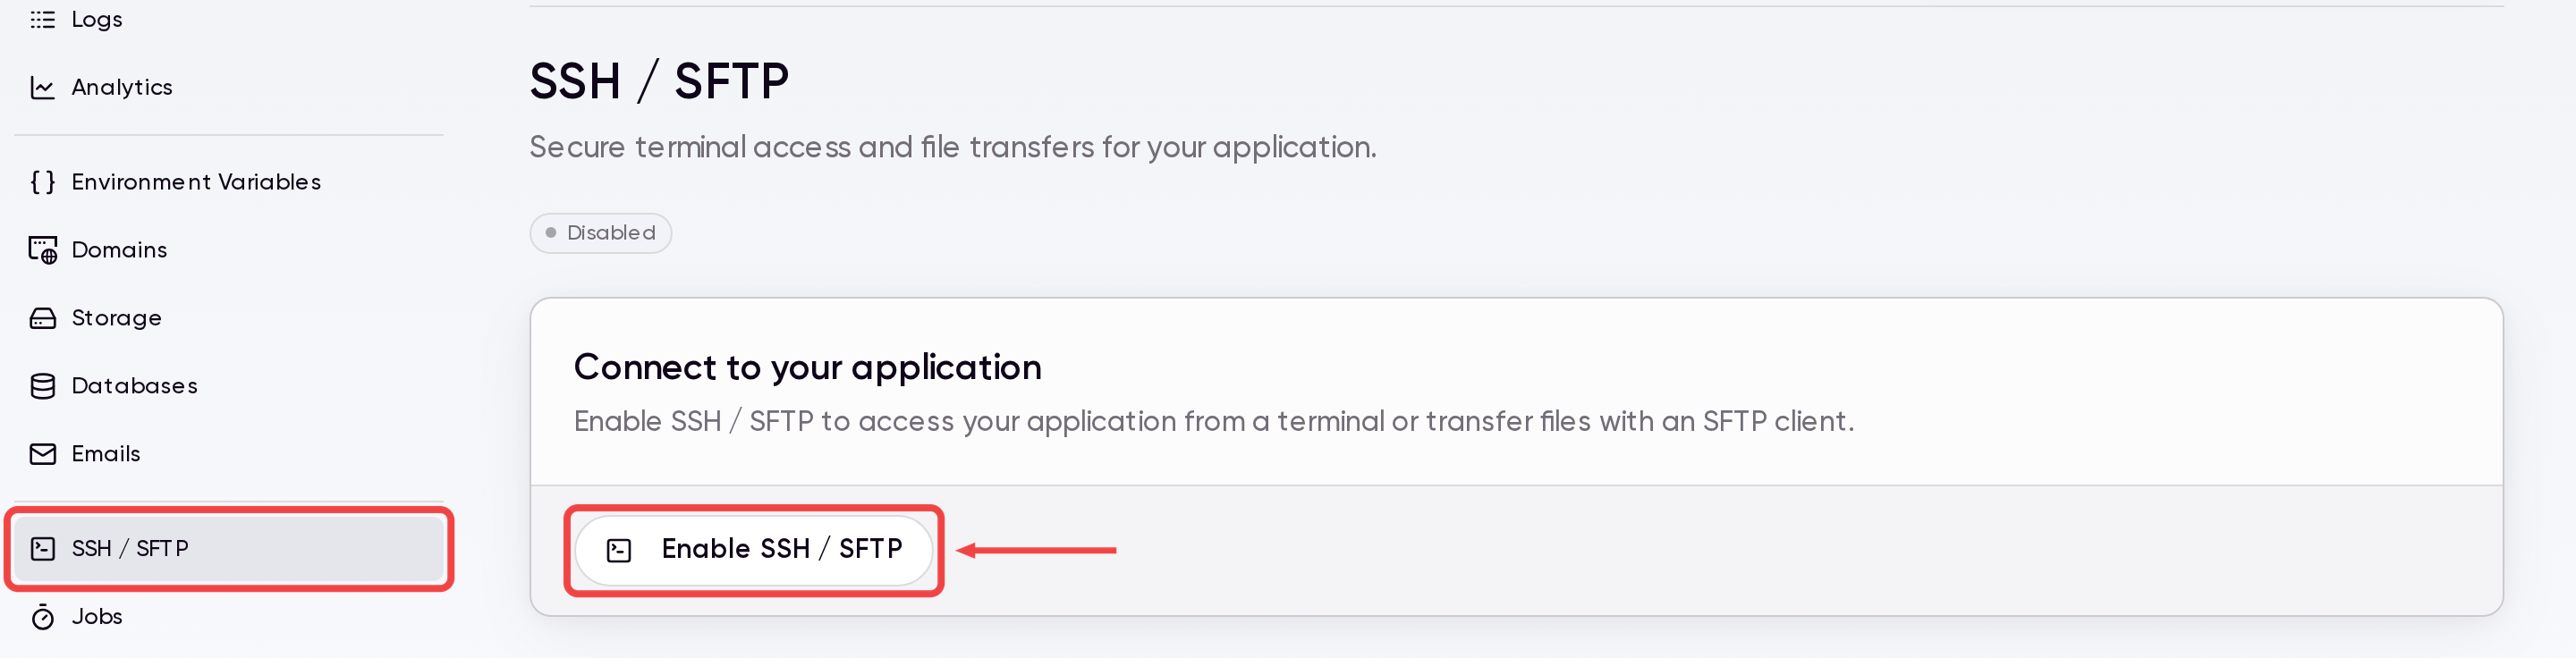 Logs
Analytics
Environment Variables
Domains
Storage
Databases
Emails
SSH / SFTP
Jobs
SSH / SFTP
Secure terminal access and file transfers for your application.
Disabled
Connect to your application
Enable SSH / SFTP to access your application from a terminal or transfer files with an SFTP client.
Enable SSH / SFTP